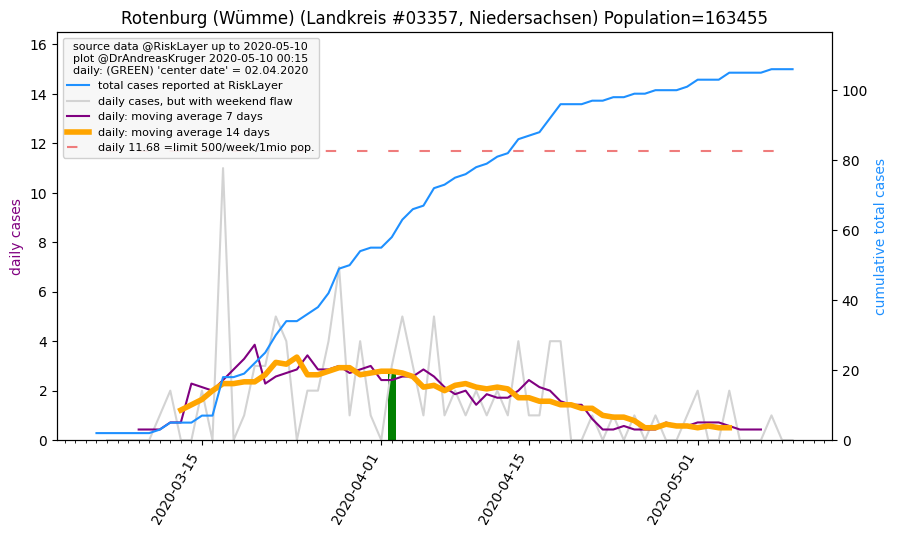 Rotenburg (Wümme) (Landkreis #03357, Niedersachsen) Population=163455
source data @RiskLayer up to 2020-05-10
plot @DrAndreasKruger 2020-05-10 00:15
daily: (GREEN) 'center date' = 02.04.2020
total cases reported at RiskLayer
daily cases, but with weekend flaw
daily: moving average 7 days
daily: moving average 14 days
daily 11.68 =limit 500/week/1mio pop.
daily cases
16
14
12
10
8
6
4
2
0
cumulative total cases
100
80
60
40
20
0
2020-03-15
2020-04-01
2020-04-15
2020-05-01